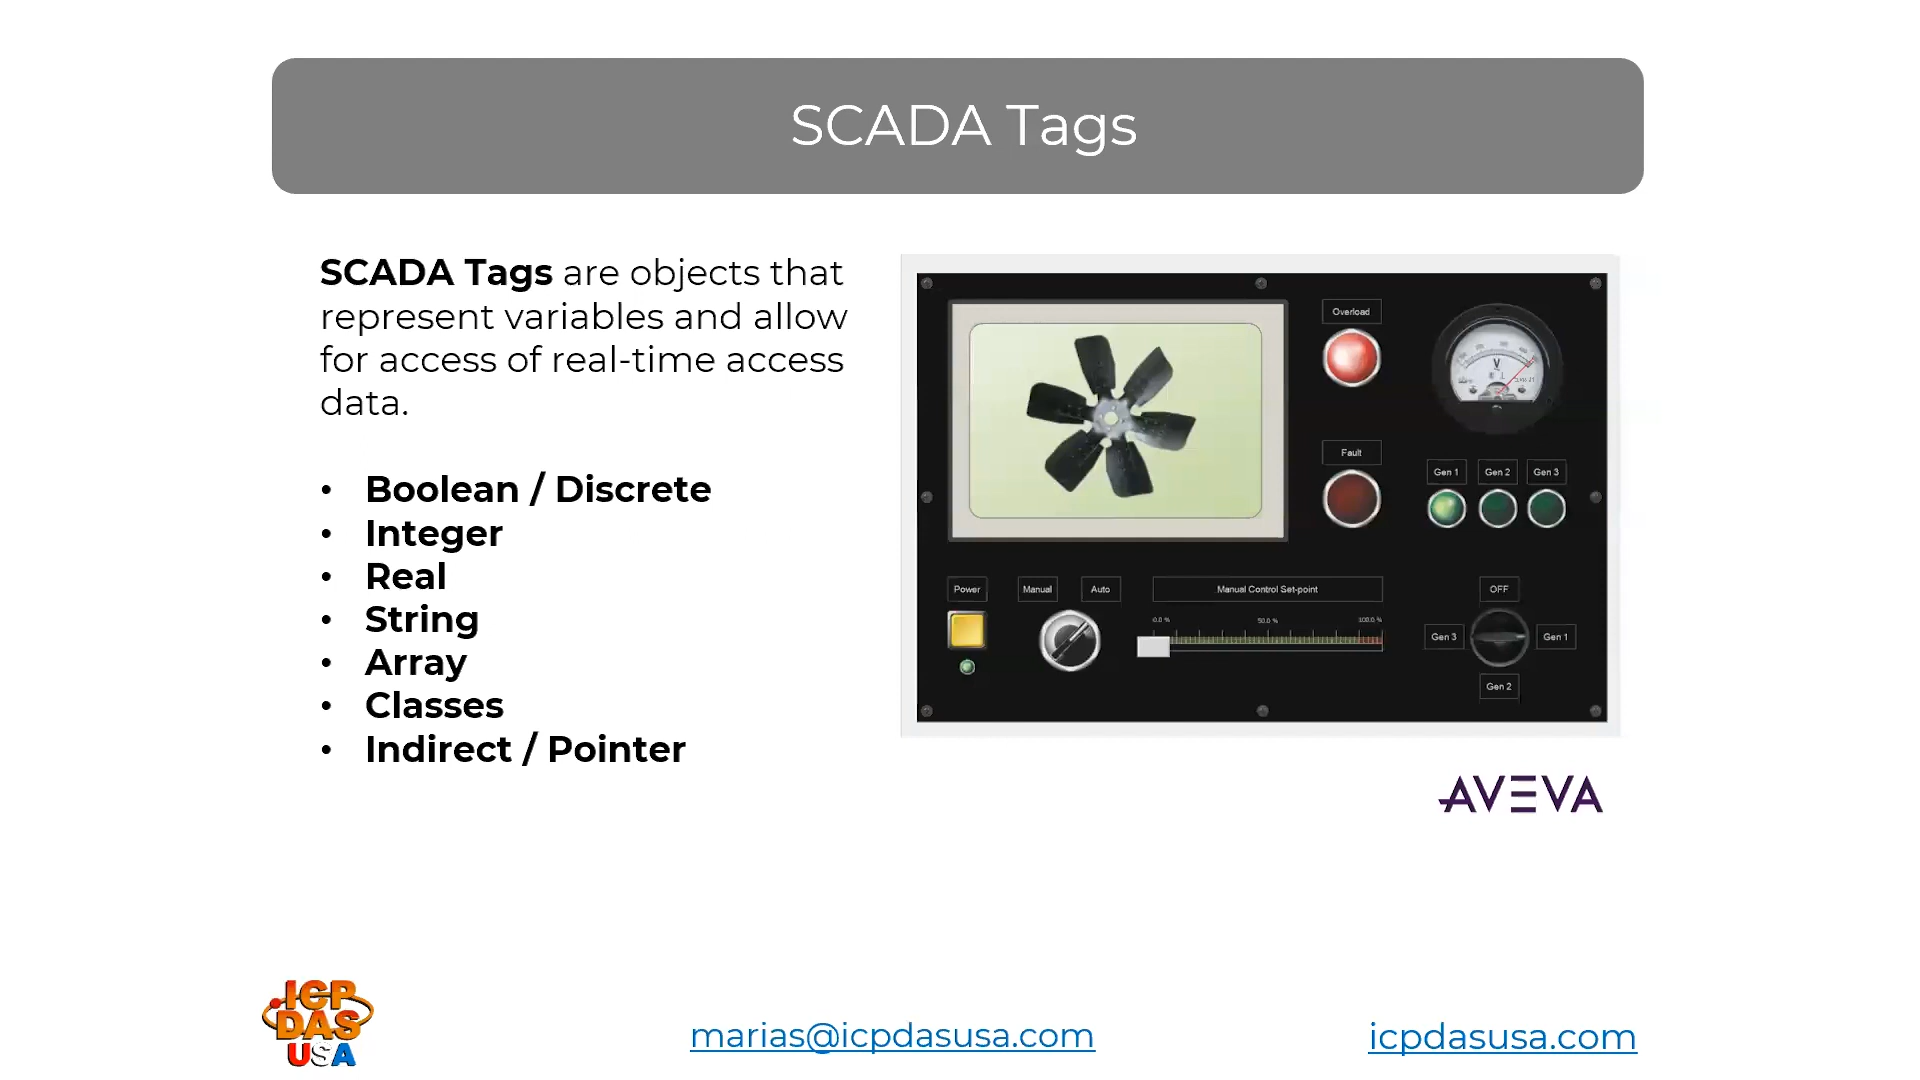 SCADA Tags
SCADA Tags are objects that
represent variables and allow
for access of real-time access
data.
• Boolean / Discrete
• Integer
• Real
• String
• Array
• Classes
• Indirect / Pointer
Overload
Fault
V
Gen 1 Gen 2 Gen 3
Power Manual Auto Manual Control Set-point OFF
0.0 % 50.0 % 100.0 %
Gen 3 Gen 1
Gen 2
AVEVA
ICP
DAS
USA
marias@icpdasusa.com
icpdasusa.com